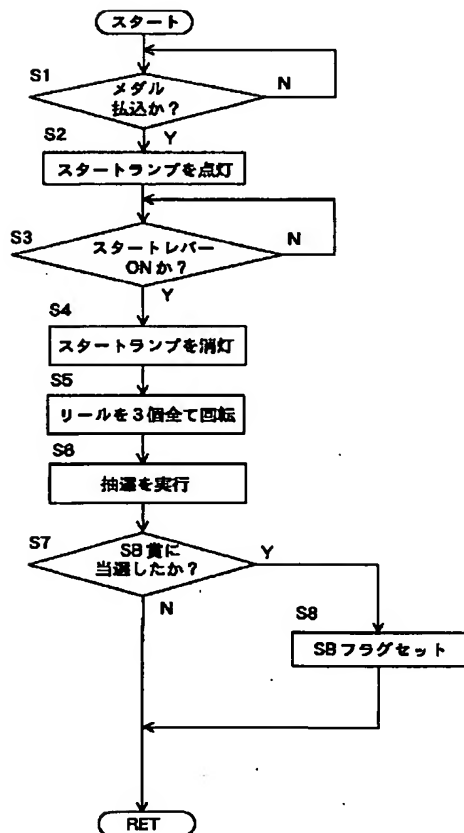 スタート
S1
メダル
払込か？
N
Y
S2
スタートランプを点灯
S3
スタートレバー
ONか？
N
Y
S4
スタートランプを消灯
S5
リールを3個全て回転
S6
抽選を実行
S7
SB賞に
当選したか？
Y
N
S8
SBフラグセット
RET